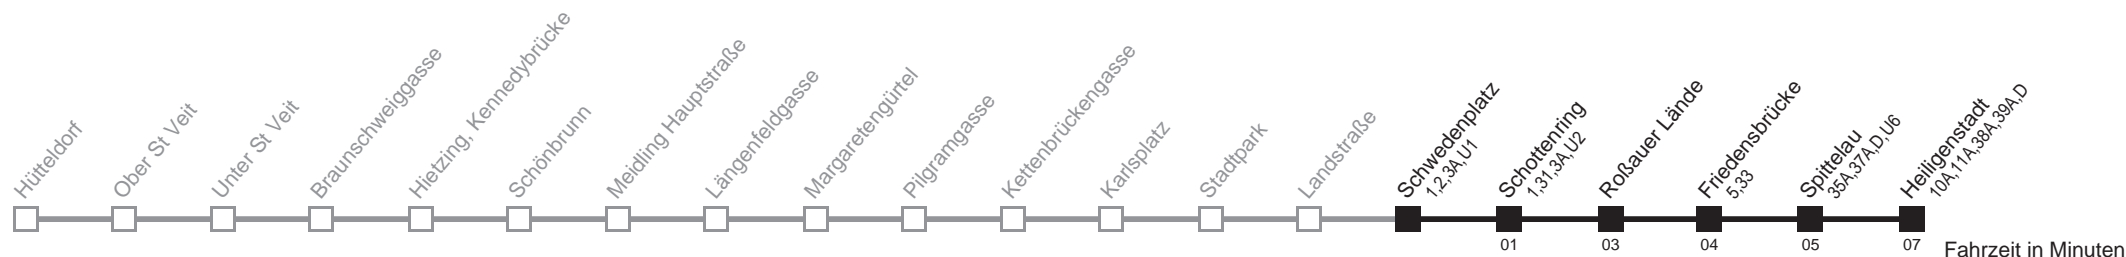 Hütteldorf
Ober St Veit
Unter St Veit
Braunschweiggasse
Hietzing, Kennedybrücke
Schönbrunn
Meidling Hauptstraße
Längenfeldgasse
Margaretengürtel
Pilgramgasse
Kettenbrückengasse
Karlsplatz
Stadtpark
Landstraße
Schwedenplatz
1,2,3A,U1
Schottenring
1,31,3A,U2
Roßauer Lände
Friedensbrücke
5,33
Spittelau
35A,37A,D,U6
Heiligenstadt
10A,11A,38A,39A,D
01
03
04
05
07
Fahrzeit in Minuten